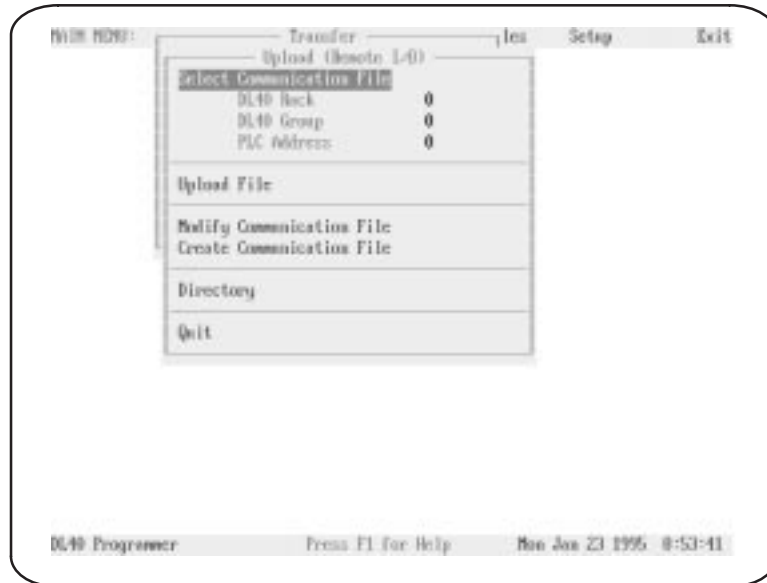 MAIN MENU: Transfer les Setup Exit
Upload (Remote I/O)
Select Communication File
DL40 Rack 0
DL40 Group 0
PLC Address 0
Upload File
Modify Communication File
Create Communication File
Directory
Quit
DL40 Programmer Press F1 for Help Mon Jan 23 1995 8:53:41